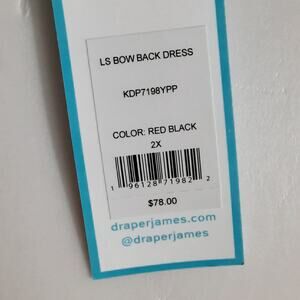 LS BOW BACK DRESS
KDP7198YPP
COLOR: RED BLACK
2X
1 96128 71982 2
$78.00
draperjames.com
@draperjames